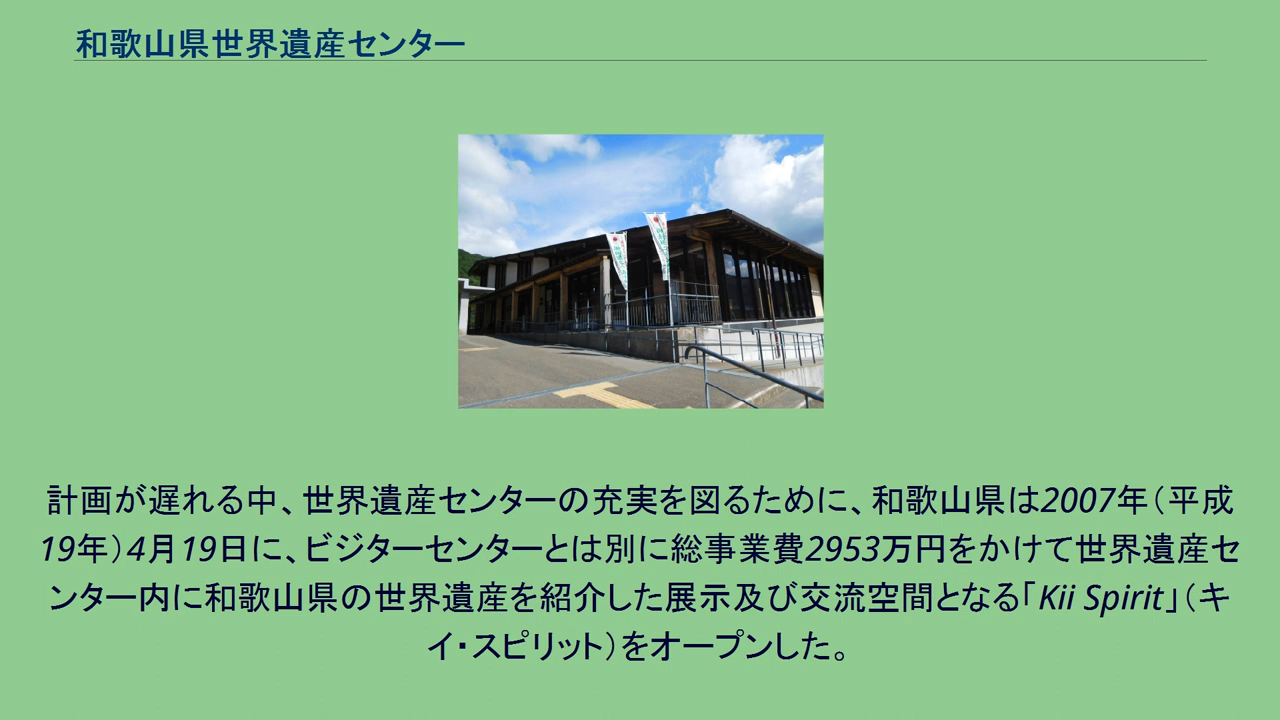 和歌山県世界遺産センター
計画が遅れる中、世界遺産センターの充実を図るために、和歌山県は2007年（平成
19年）4月19日に、ビジターセンターとは別に総事業費2953万円をかけて世界遺産セ
ンター内に和歌山県の世界遺産を紹介した展示及び交流空間となる「Kii Spirit」（キ
イ・スピリット）をオープンした。